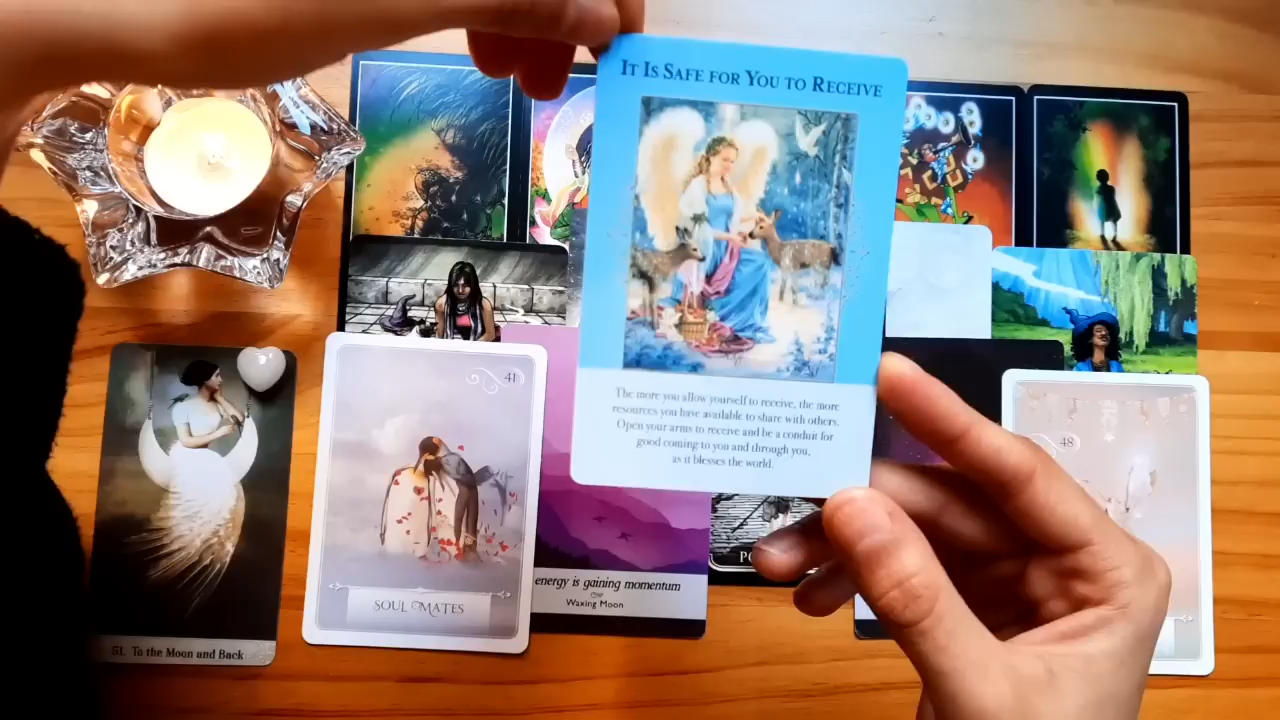 IT IS SAFE FOR YOU TO RECEIVE
The more you allow yourself to receive, the more
resources you have available to share with others.
Open your arms to receive and be a conduit for
good coming to you and through you,
as it blesses the world.
41
SOUL MATES
51. To the Moon and Back
energy is gaining momentum
Waxing Moon
48